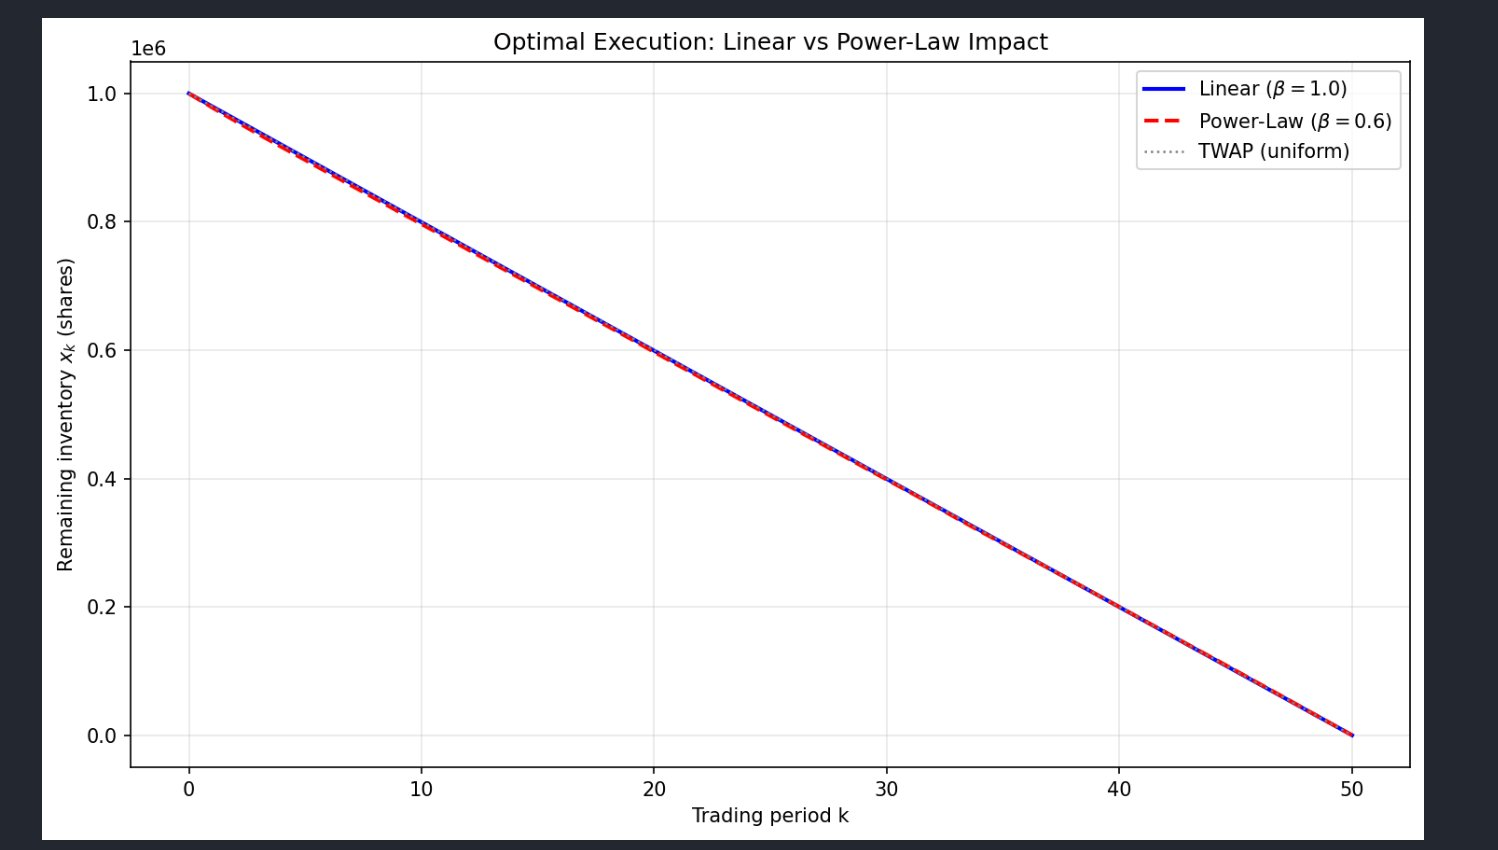 Optimal Execution: Linear vs Power-Law Impact
1e6
Linear (β = 1.0)
Power-Law (β = 0.6)
TWAP (uniform)
1.0
0.8
0.6
0.4
0.2
0.0
Remaining inventory xₖ (shares)
0 10 20 30 40 50
Trading period k